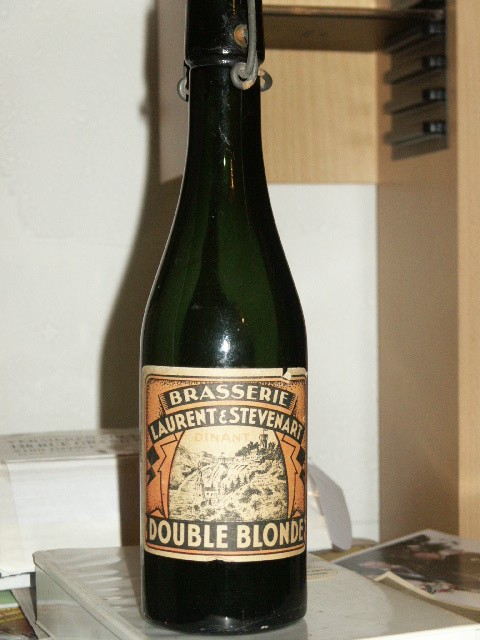 BRASSERIE
LAURENT & STEVENART
DINANT
DOUBLE BLONDE